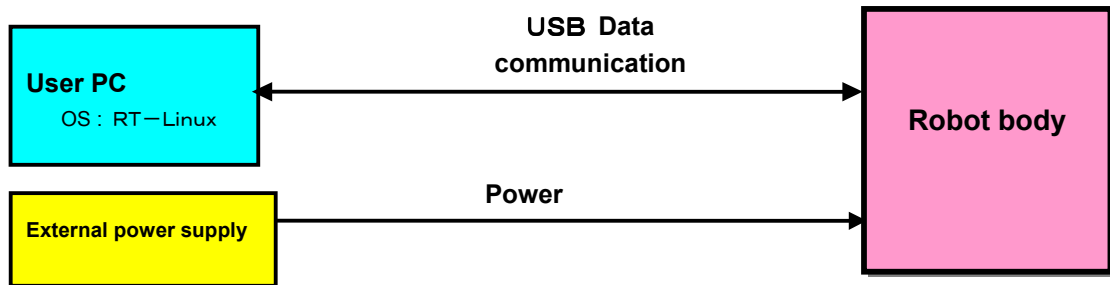 USB Data
communication
User PC
OS : RT－Linux
Robot body
Power
External power supply